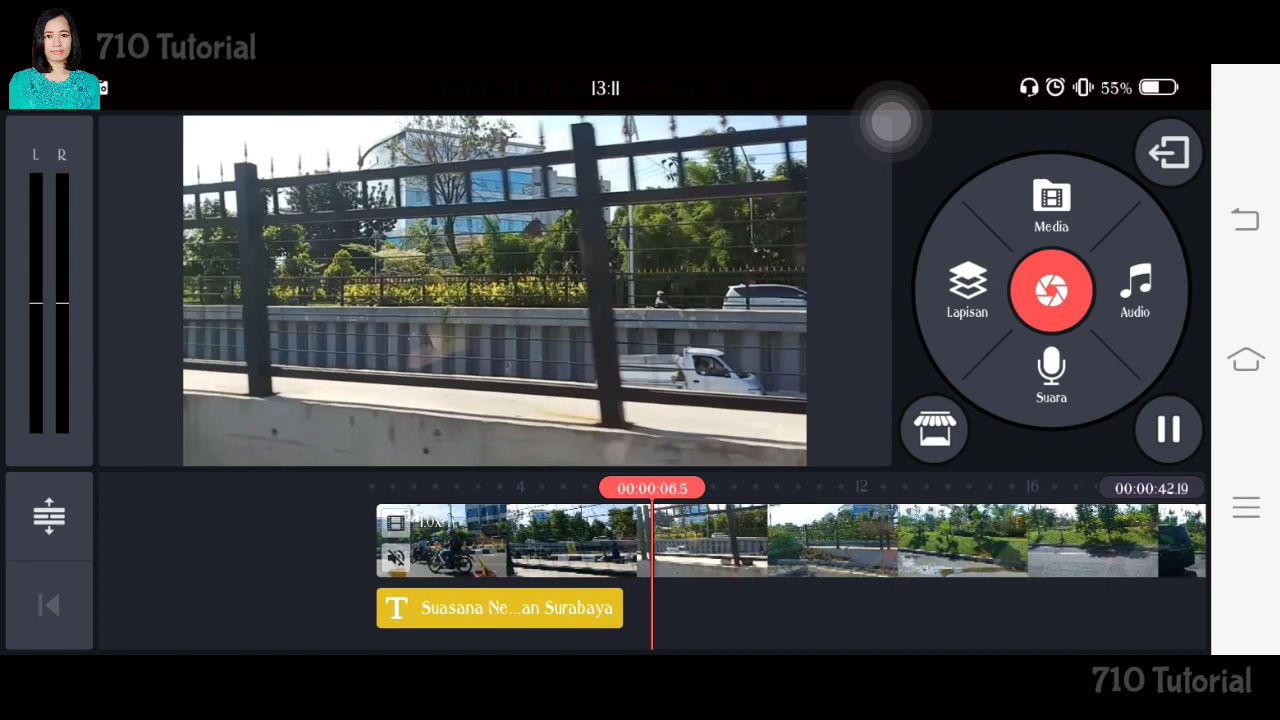 710 Tutorial
13:11
55%
L R
Media
Lapisan
Audio
Suara
4
00:00:06.5
12
16
00:00:42.19
1.0x
Suasana Ne...an Surabaya
710 Tutorial